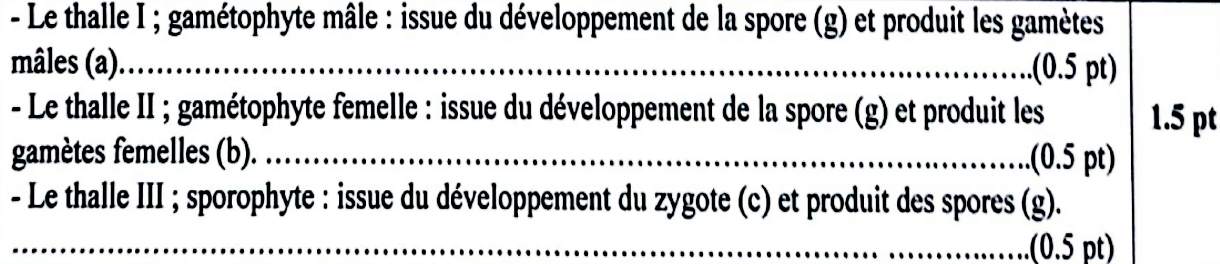 - Le thalle I ; gamétophyte mâle : issue du développement de la spore (g) et produit les gamètes
mâles (a)..........................................................................................................(0.5 pt)
- Le thalle II ; gamétophyte femelle : issue du développement de la spore (g) et produit les
gamètes femelles (b). ..........................................................................................(0.5 pt)
- Le thalle III ; sporophyte : issue du développement du zygote (c) et produit des spores (g).
.......................................................................................................... ................(0.5 pt)
1.5 pt